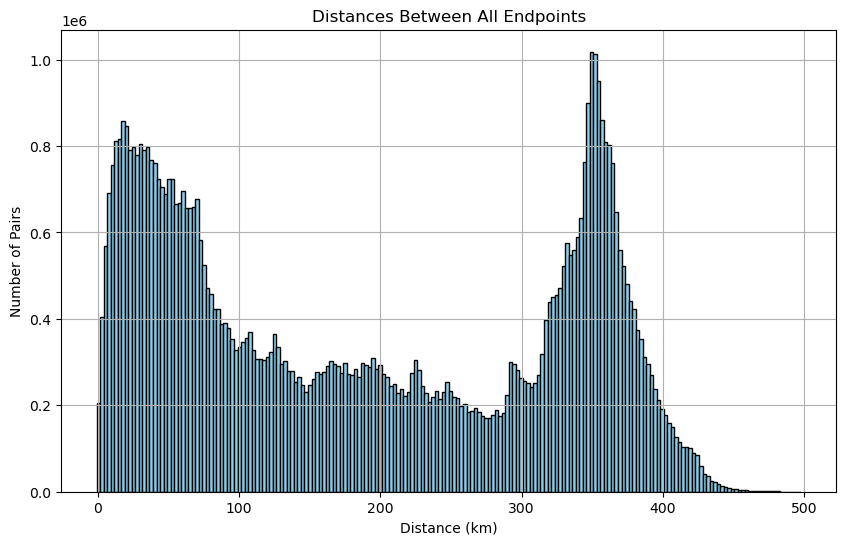 Distances Between All Endpoints
1e6
1.0
0.8
0.6
0.4
0.2
0.0
Number of Pairs
0 100 200 300 400 500
Distance (km)